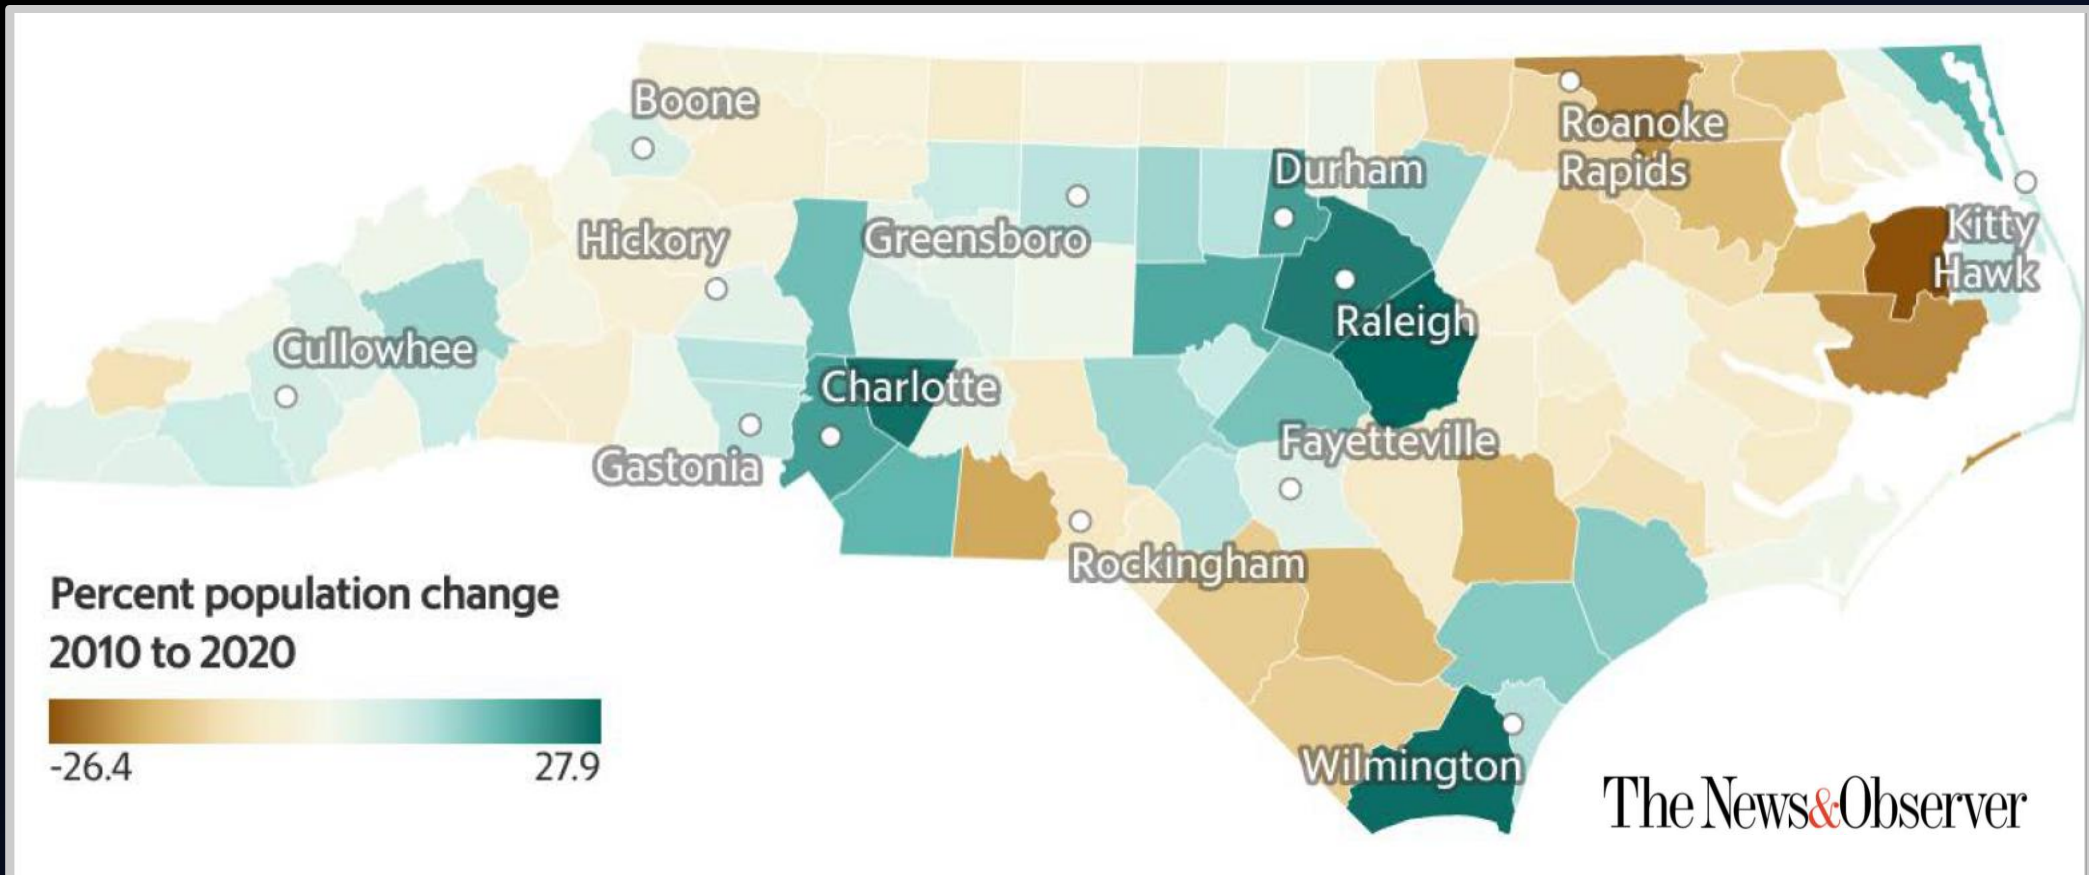 Boone
Roanoke
Rapids
Durham
Kitty
Hawk
Hickory
Greensboro
Raleigh
Cullowhee
Charlotte
Fayetteville
Gastonia
Rockingham
Wilmington
Percent population change
2010 to 2020
-26.4 27.9
The News&Observer